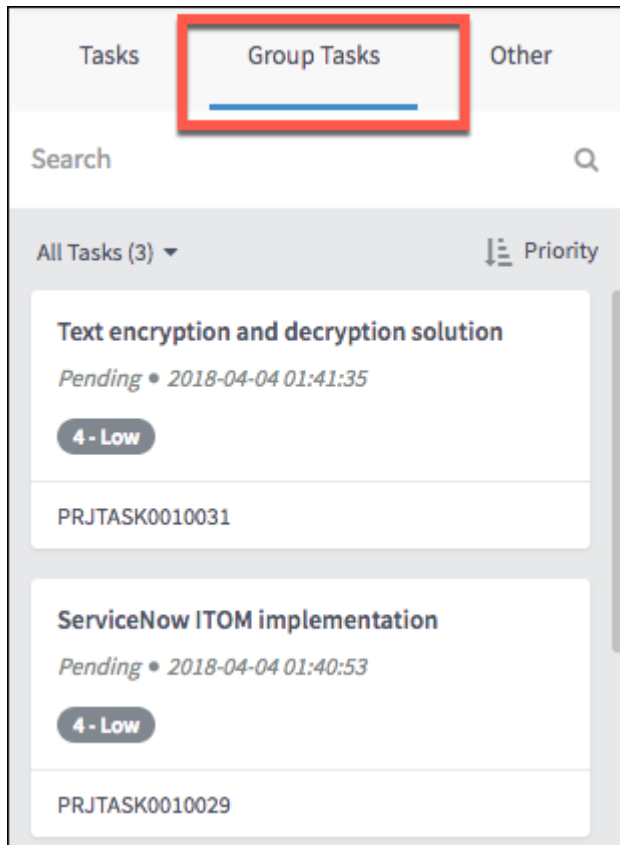 Tasks Group Tasks Other
Search
All Tasks (3) Priority
Text encryption and decryption solution
Pending • 2018-04-04 01:41:35
4 - Low
PRJTASK0010031
ServiceNow ITOM implementation
Pending • 2018-04-04 01:40:53
4 - Low
PRJTASK0010029